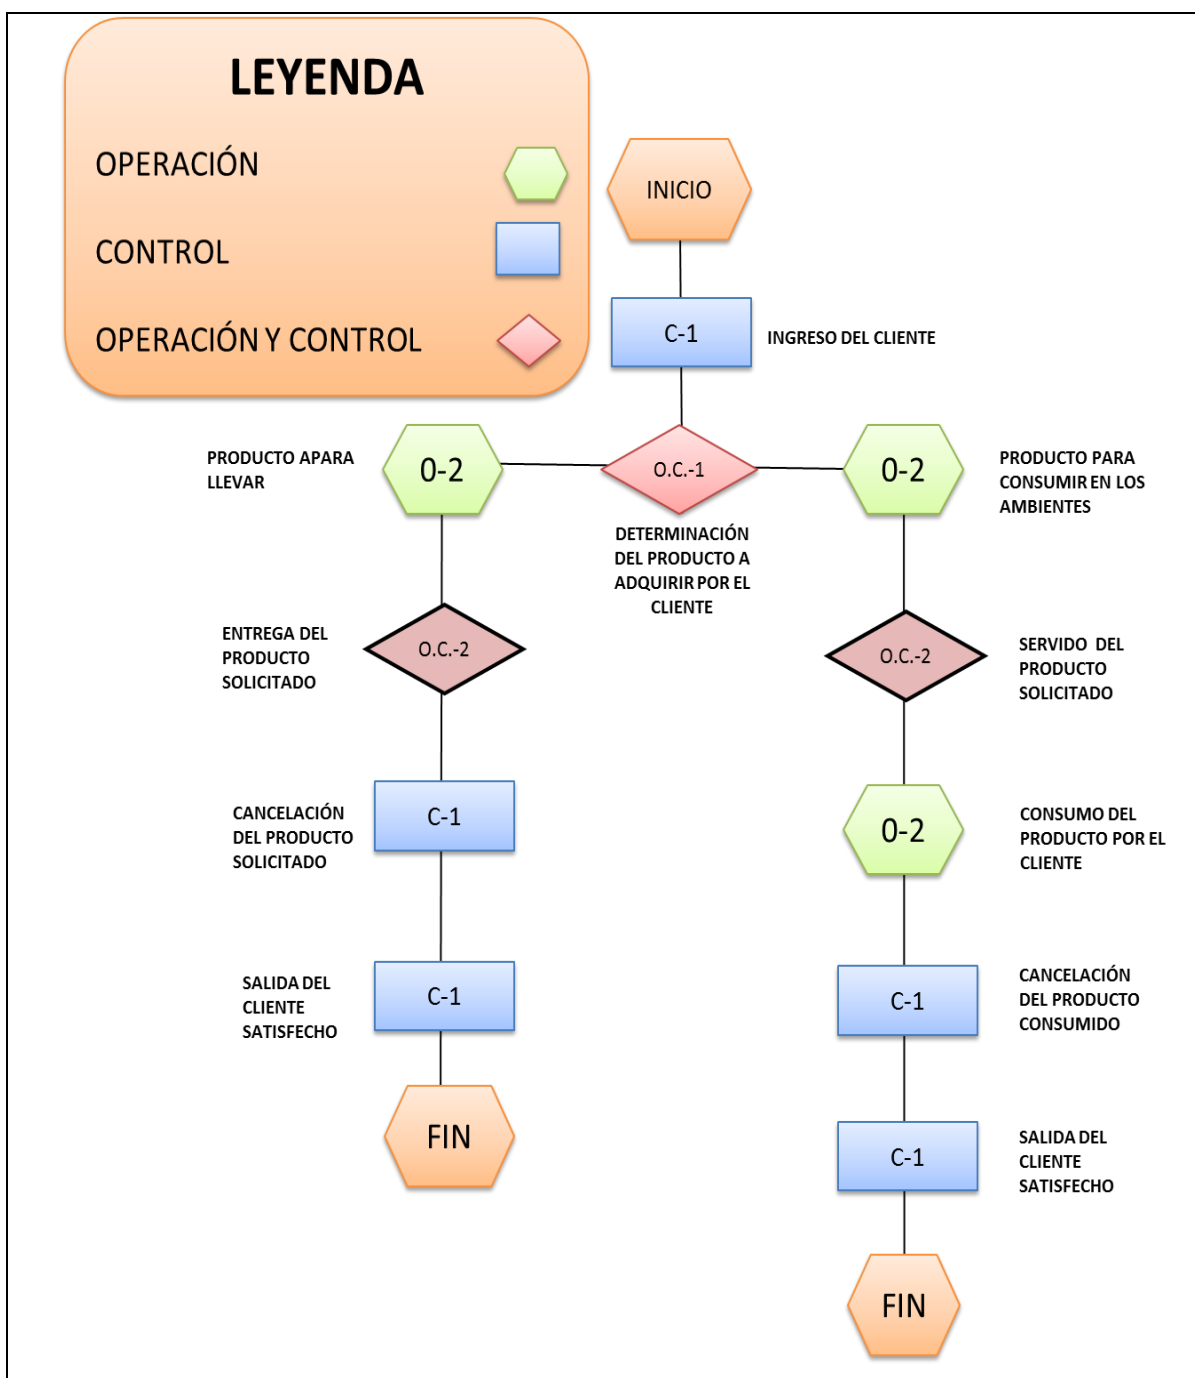 LEYENDA
OPERACIÓN
CONTROL
OPERACIÓN Y CONTROL
INICIO
C-1
INGRESO DEL CLIENTE
PRODUCTO APARA
LLEVAR
0-2
O.C.-1
DETERMINACIÓN
DEL PRODUCTO A
ADQUIRIR POR EL
CLIENTE
0-2
PRODUCTO PARA
CONSUMIR EN LOS
AMBIENTES
ENTREGA DEL
PRODUCTO
SOLICITADO
O.C.-2
O.C.-2
SERVIDO DEL
PRODUCTO
SOLICITADO
CANCELACIÓN
DEL PRODUCTO
SOLICITADO
C-1
0-2
CONSUMO DEL
PRODUCTO POR EL
CLIENTE
SALIDA DEL
CLIENTE
SATISFECHO
C-1
C-1
CANCELACIÓN
DEL PRODUCTO
CONSUMIDO
FIN
C-1
SALIDA DEL
CLIENTE
SATISFECHO
FIN